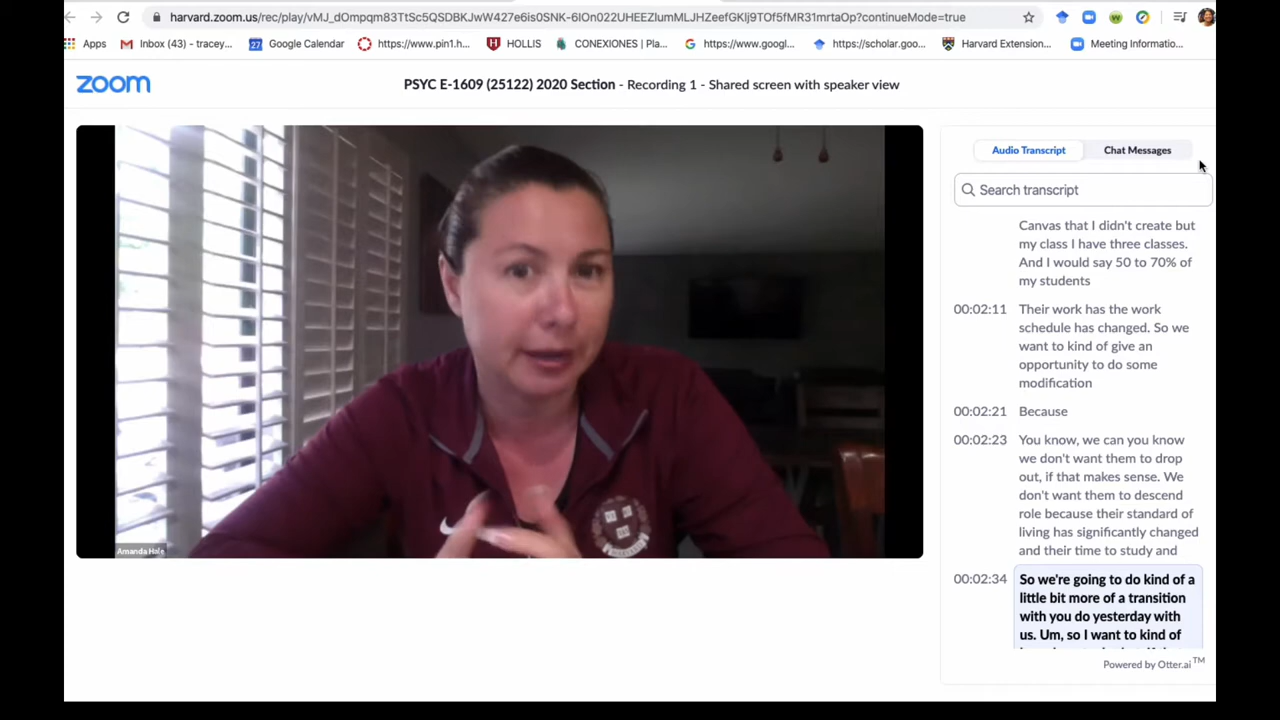 harvard.zoom.us/rec/play/vMJ_dOmpqm83TtSc5QSDBKJwW427e6is0SNK-6IOn022UHEEZIumMLJHZeefGKIj9TOf5fMR31mrtaOp?continueMode=true
Apps Inbox (43) - tracey... 27 Google Calendar https://www.pin1.h... HOLLIS CONEXIONES | Pla... https://www.googl... https://scholar.goo... Harvard Extension... Meeting Informatio...
zoom PSYC E-1609 (25122) 2020 Section - Recording 1 - Shared screen with speaker view
Audio Transcript Chat Messages
Search transcript
Canvas that I didn't create but
my class I have three classes.
And I would say 50 to 70% of
my students
00:02:11 Their work has the work
schedule has changed. So we
want to kind of give an
opportunity to do some
modification
00:02:21 Because
00:02:23 You know, we can you know
we don't want them to drop
out, if that makes sense. We
don't want them to descend
role because their standard of
living has significantly changed
and their time to study and
00:02:34 So we're going to do kind of a
little bit more of a transition
with you do yesterday with
us. Um, so I want to kind of
Amanda Hale
Powered by Otter.ai TM